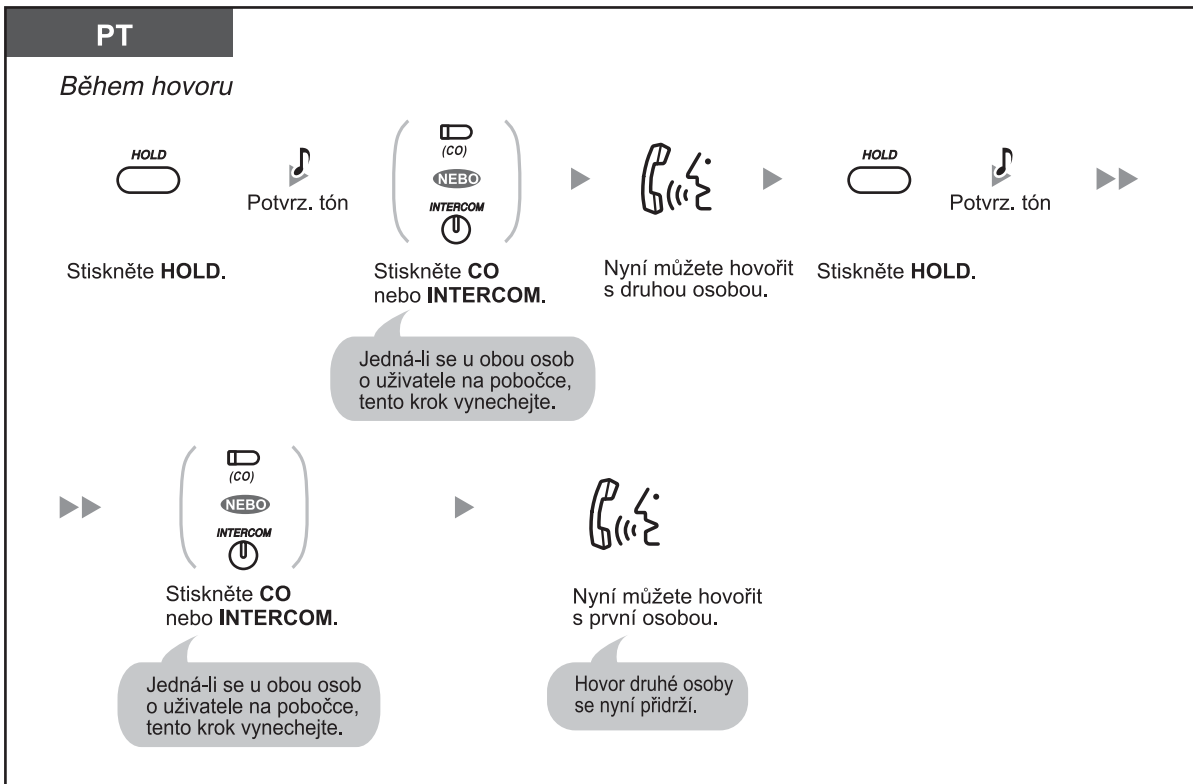 PT
Během hovoru
HOLD
Potvrz. tón
Stiskněte HOLD.
(CO)
NEBO
INTERCOM
Stiskněte CO
nebo INTERCOM.
Jedná-li se u obou osob
o uživatele na pobočce,
tento krok vynechejte.
Nyní můžete hovořit
s druhou osobou.
HOLD
Stiskněte HOLD.
Potvrz. tón
(CO)
NEBO
INTERCOM
Stiskněte CO
nebo INTERCOM.
Jedná-li se u obou osob
o uživatele na pobočce,
tento krok vynechejte.
Nyní můžete hovořit
s první osobou.
Hovor druhé osoby
se nyní přidrží.